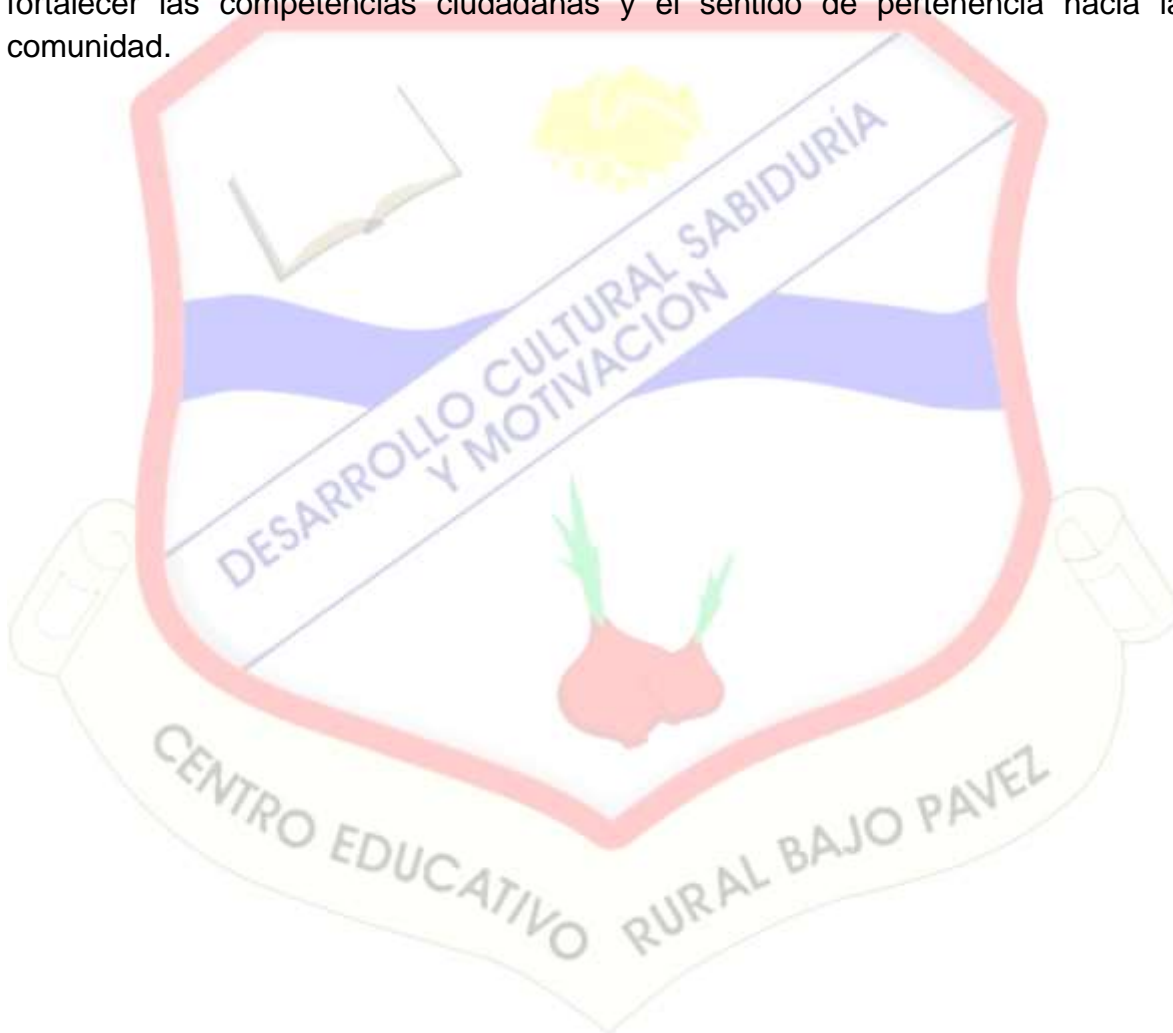 fortalecer las competencias ciudadanas y el sentido de pertenencia hacia la
comunidad.
DESARROLLO CULTURAL SABIDURÍA
Y MOTIVACION
CENTRO EDUCATIVO RURAL BAJO PAVEZ